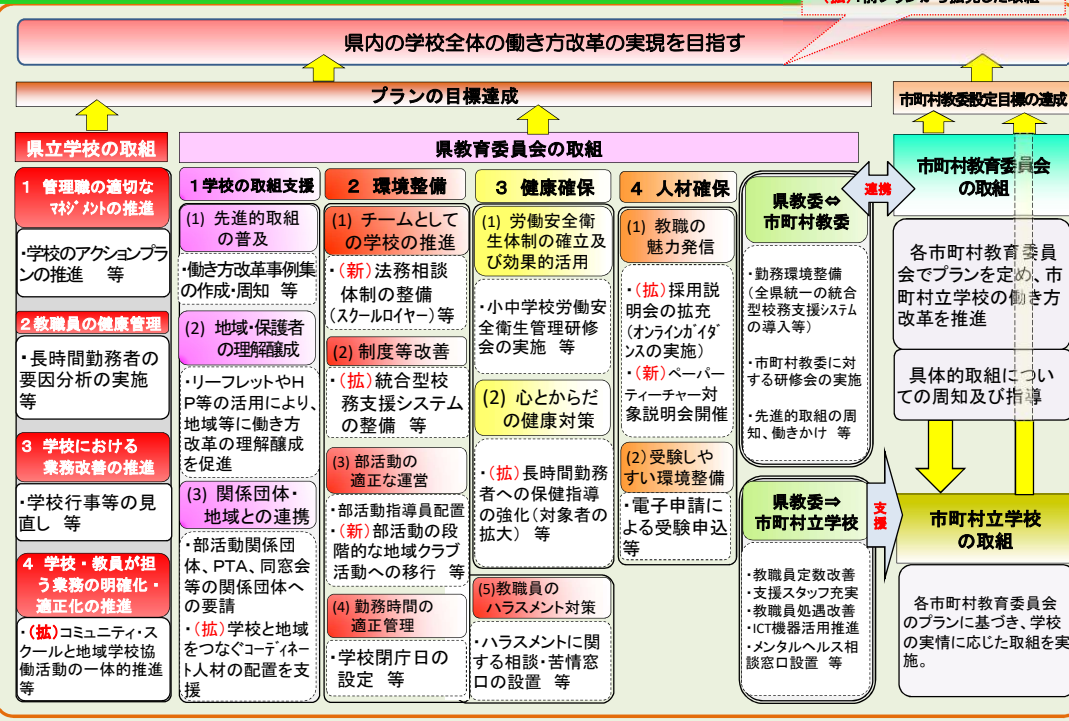 (拡):前プランから拡充した取組
県内の学校全体の働き方改革の実現を目指す
プランの目標達成
市町村教委設定目標の達成
県立学校の取組
1 管理職の適切な
マネジメントの推進
・学校のアクションプラ
ンの推進 等
2教職員の健康管理
・長時間勤務者の
要因分析の実施
等
3 学校における
業務改善の推進
・学校行事等の見
直し 等
4 学校・教員が担
う業務の明確化・
適正化の推進
・(拡)コミュニティ・ス
クールと地域学校協
働活動の一体的推進
等
県教育委員会の取組
1学校の取組支援
(1) 先進的取組
の普及
・働き方改革事例集
の作成・周知 等
(2) 地域・保護者
の理解醸成
・リーフレットやH
P等の活用により、
地域等に働き方
改革の理解醸成
を促進
(3) 関係団体・
地域との連携
・部活動関係団
体、PTA、同窓会
等の関係団体へ
の要請
・(拡)学校と地域
をつなぐコーディネー
ト人材の配置を支
援
2 環境整備
(1) チームとして
の学校の推進
・(新)法務相談
体制の整備
(スクールロイヤー)等
(2) 制度等改善
・(拡)統合型校
務支援システム
の整備 等
(3) 部活動の
適正な運営
・部活動指導員配置
・(新)部活動の段
階的な地域クラブ
活動への移行 等
(4) 勤務時間の
適正管理
・学校閉庁日の
設定 等
3 健康確保
(1) 労働安全衛
生体制の確立及
び効果的活用
・小中学校労働安
全衛生管理研修
会の実施 等
(2) 心とからだ
の健康対策
・(拡)長時間勤務
者への保健指導
の強化(対象者の
拡大) 等
(5)教職員の
ハラスメント対策
・ハラスメントに関
する相談・苦情窓
口の設置 等
4 人材確保
(1) 教職の
魅力発信
・(拡)採用説
明会の拡充
(オンラインガイダ
ンスの実施)
・(新)ペーパー
ティーチャー対
象説明会開催
(2)受験しや
すい環境整備
・電子申請に
よる受験申込
等
県教委⇔
市町村教委
・勤務環境整備
(全県統一の統合
型校務支援システム
の導入等)
・市町村教委に対
する研修会の実施
・先進的取組の周
知、働きかけ 等
県教委⇒
市町村立学校
・教職員定数改善
・支援スタッフ充実
・教職員処遇改善
・ICT機器活用推進
・メンタルヘルス相
談窓口設置 等
連携
支
援
市町村教育委員会
の取組
各市町村教育委員
会でプランを定め、市
町村立学校の働き方
改革を推進
具体的取組につい
ての周知及び指導
市町村立学校
の取組
各市町村教育委員会
のプランに基づき、学校
の実情に応じた取組を実
施。